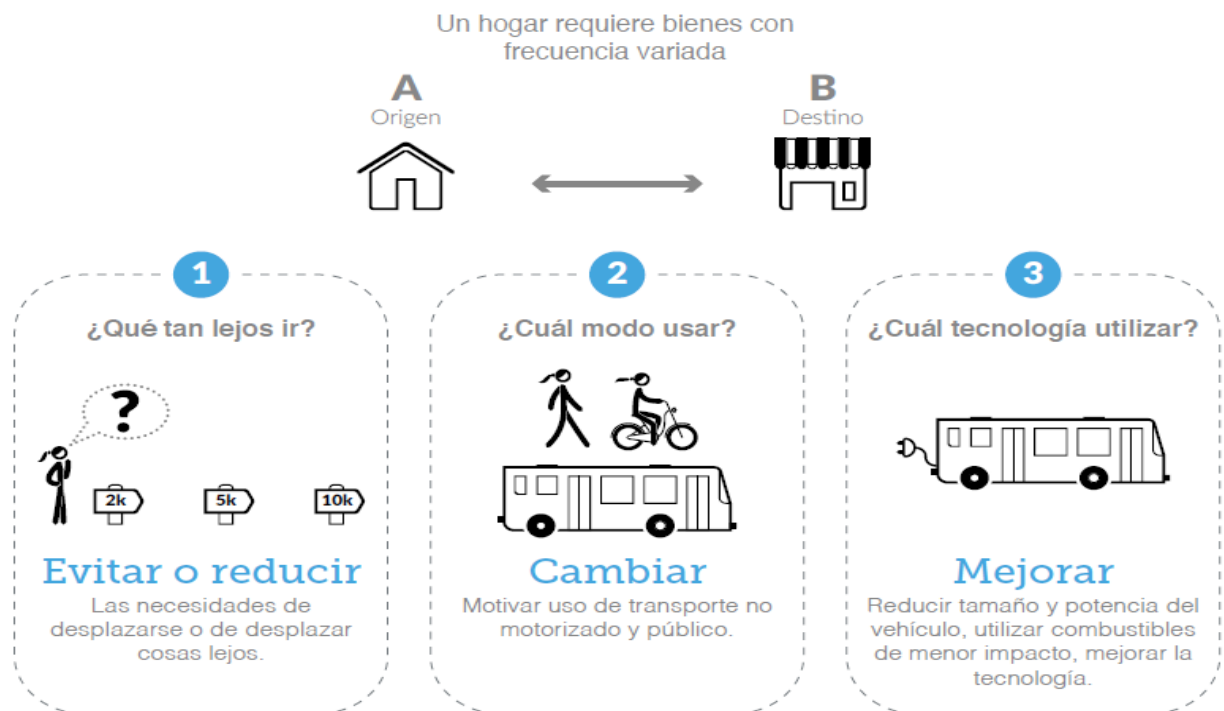 Un hogar requiere bienes con
frecuencia variada
A
Origen
B
Destino
1
¿Qué tan lejos ir?
?
2k
5k
10k
Evitar o reducir
Las necesidades de
desplazarse o de desplazar
cosas lejos.
2
¿Cuál modo usar?
Cambiar
Motivar uso de transporte no
motorizado y público.
3
¿Cuál tecnología utilizar?
Mejorar
Reducir tamaño y potencia del
vehículo, utilizar combustibles
de menor impacto, mejorar la
tecnología.